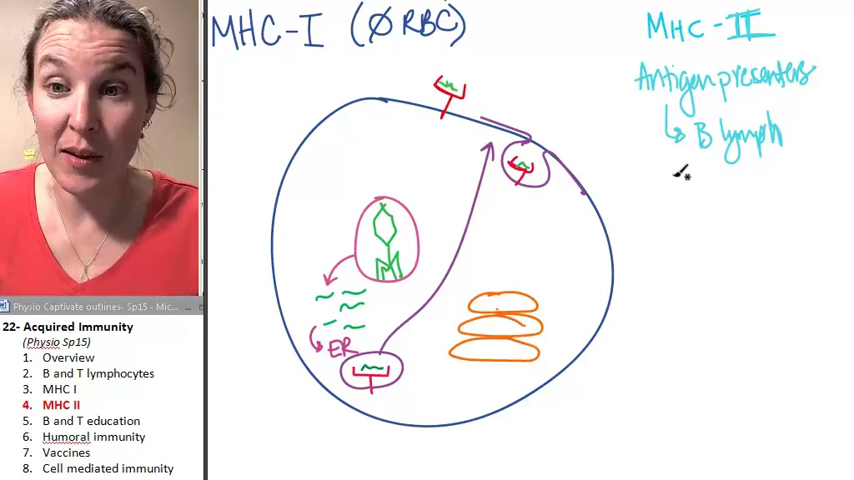 MHC-I (Ø RBC)
MHC-II
Antigen presenters
B lymph
ER
Physio Captivate outlines- Sp15 - Mic...
22- Acquired Immunity
(Physio Sp15)
1. Overview
2. B and T lymphocytes
3. MHC I
4. MHC II
5. B and T education
6. Humoral immunity
7. Vaccines
8. Cell mediated immunity